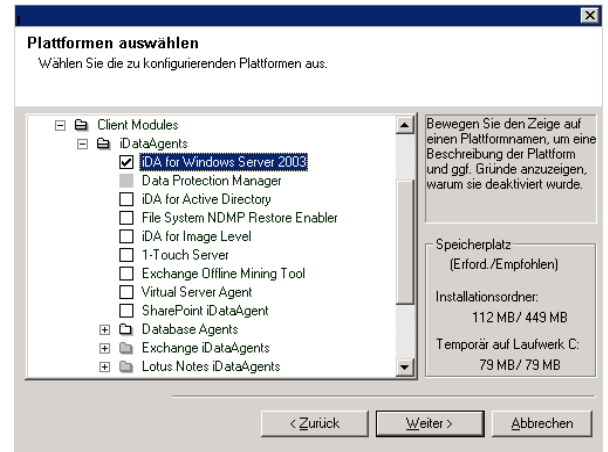 Plattformen auswählen
Wählen Sie die zu konfigurierenden Plattformen aus.
Client Modules
iDataAgents
iDA for Windows Server 2003
Data Protection Manager
iDA for Active Directory
File System NDMP Restore Enabler
iDA for Image Level
1-Touch Server
Exchange Offline Mining Tool
Virtual Server Agent
SharePoint iDataAgent
Database Agents
Exchange iDataAgents
Lotus Notes iDataAgents
Bewegen Sie den Zeige auf
einen Plattformnamen, um eine
Beschreibung der Plattform
und ggf. Gründe anzuzeigen,
warum sie deaktiviert wurde.
Speicherplatz
(Erford./Empfohlen)
Installationsordner:
112 MB/ 449 MB
Temporär auf Laufwerk C:
79 MB/ 79 MB
< Zurück
Weiter >
Abbrechen